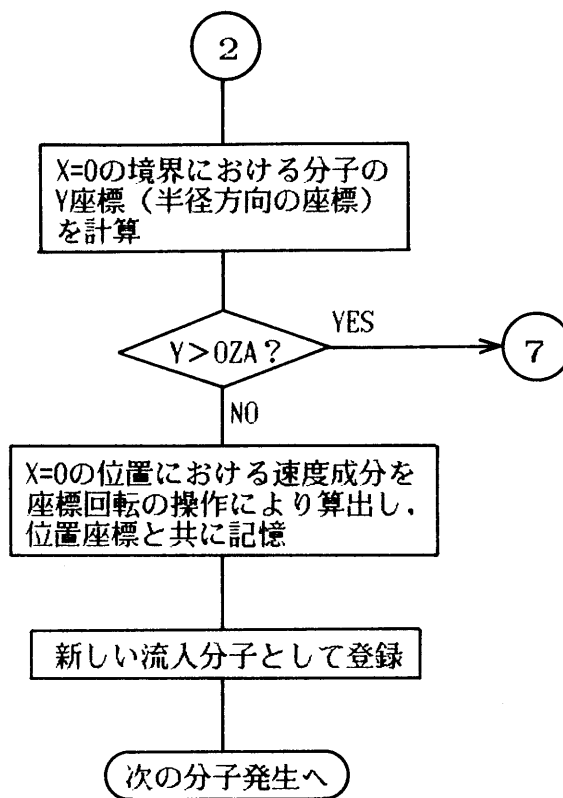 2
X=0の境界における分子の
Y座標（半径方向の座標）
を計算
Y>OZA？
YES
7
NO
X=0の位置における速度成分を
座標回転の操作により算出し，
位置座標と共に記憶
新しい流入分子として登録
次の分子発生へ